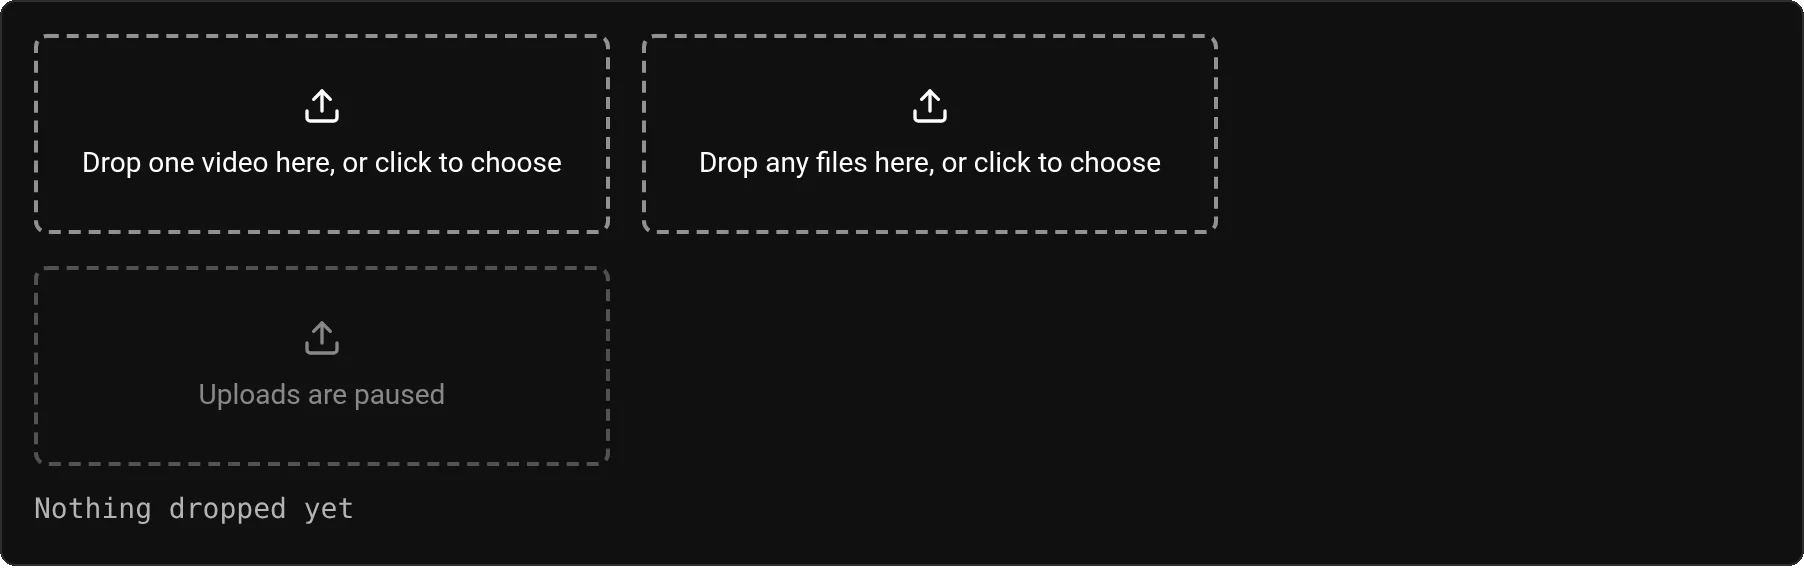 Drop one video here, or click to choose
Drop any files here, or click to choose
Uploads are paused
Nothing dropped yet